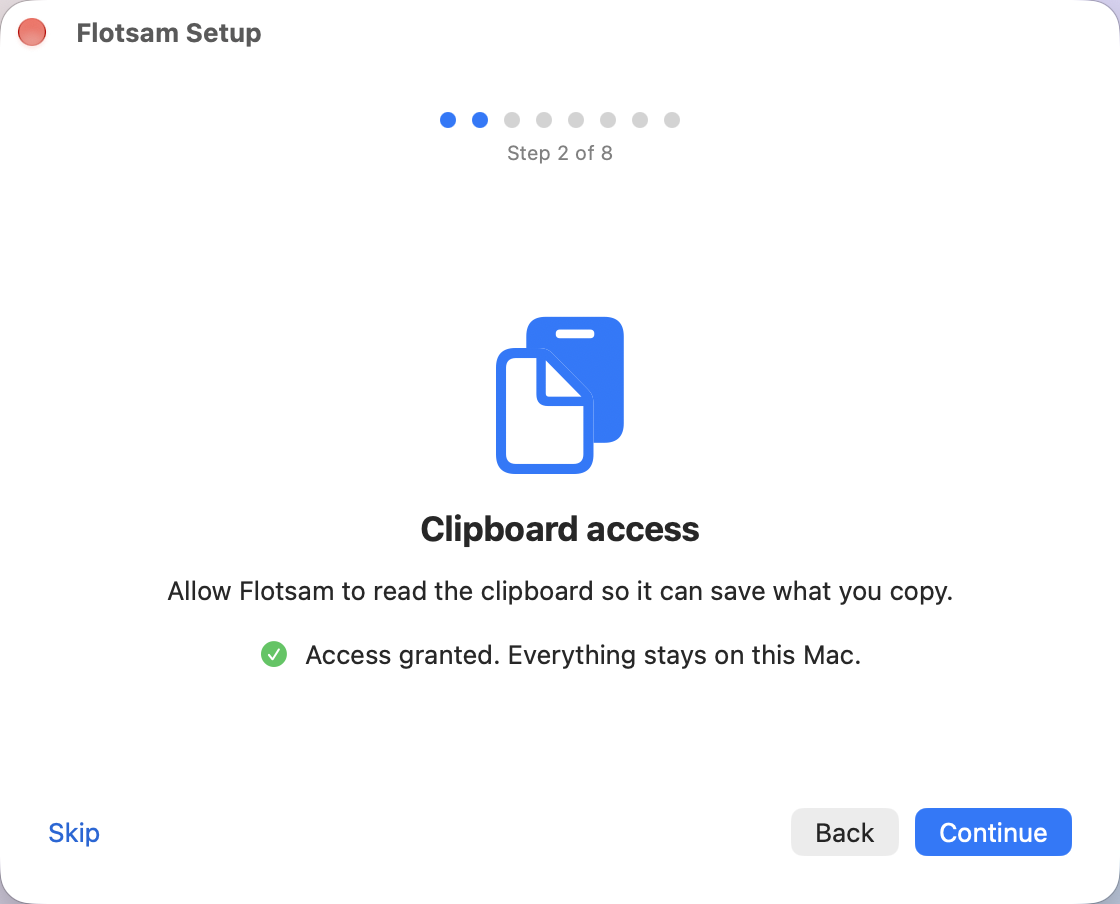 Flotsam Setup
Step 2 of 8
Clipboard access
Allow Flotsam to read the clipboard so it can save what you copy.
Access granted. Everything stays on this Mac.
Skip
Back
Continue